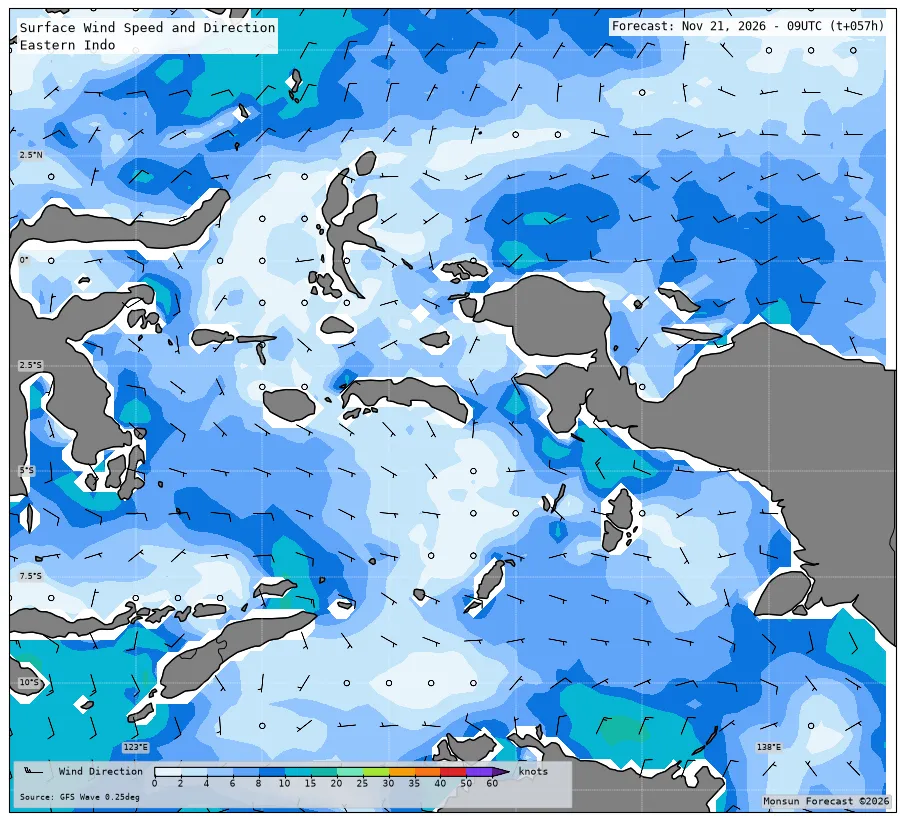 Surface Wind Speed and Direction
Eastern Indo
Forecast: Nov 21, 2026 - 09UTC (t+057h)
2.5°N
0°
2.5°S
5°S
7.5°S
10°S
123°E
138°E
Wind Direction
0 2 4 6 8 10 15 20 25 30 35 40 50 60
knots
Source: GFS Wave 0.25deg
Monsun Forecast ©2026